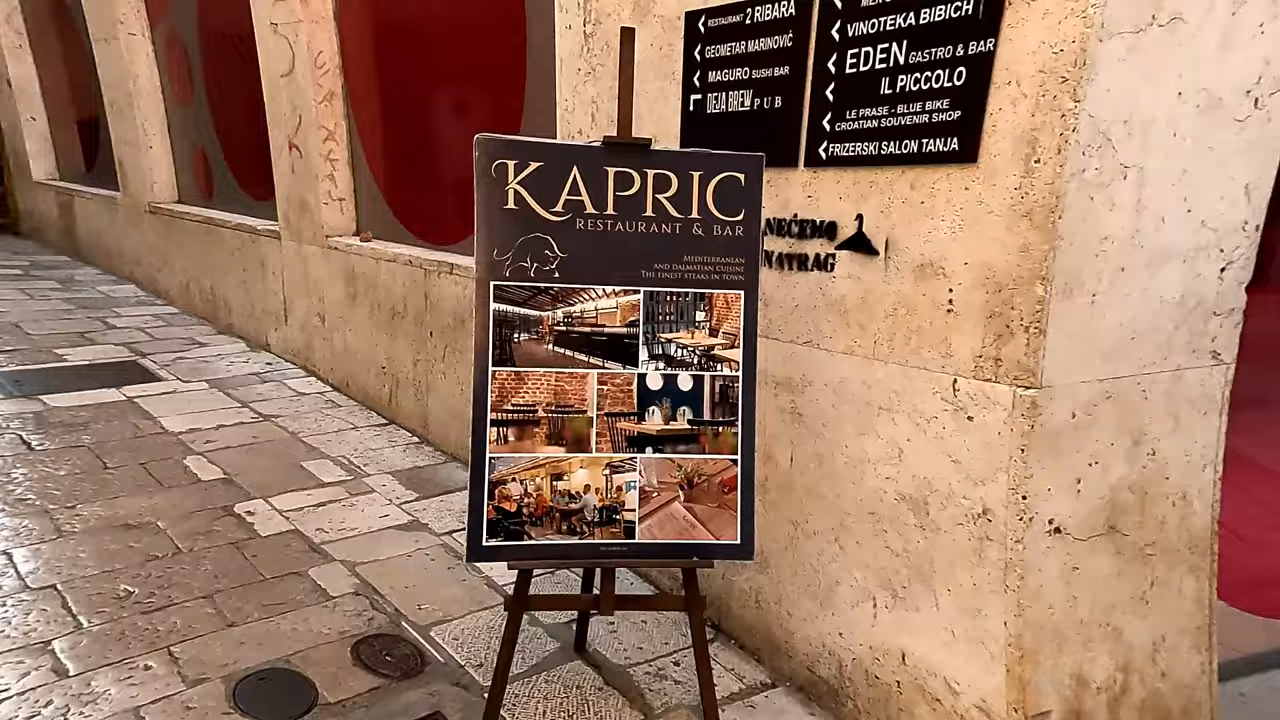 RESTAURANT 2 RIBARA
GEOMETAR MARINOVIĆ
MAGURO SUSHI BAR
DEJA BREW PUB
VINOTEKA BIBICH
EDEN GASTRO & BAR
IL PICCOLO
LE PRASE - BLUE BIKE
CROATIAN SOUVENIR SHOP
FRIZERSKI SALON TANJA
KAPRIC
RESTAURANT & BAR
MEDITERRANEAN
AND DALMATIAN CUISINE
THE FINEST STEAKS IN TOWN
NEĆEMO
NATRAG